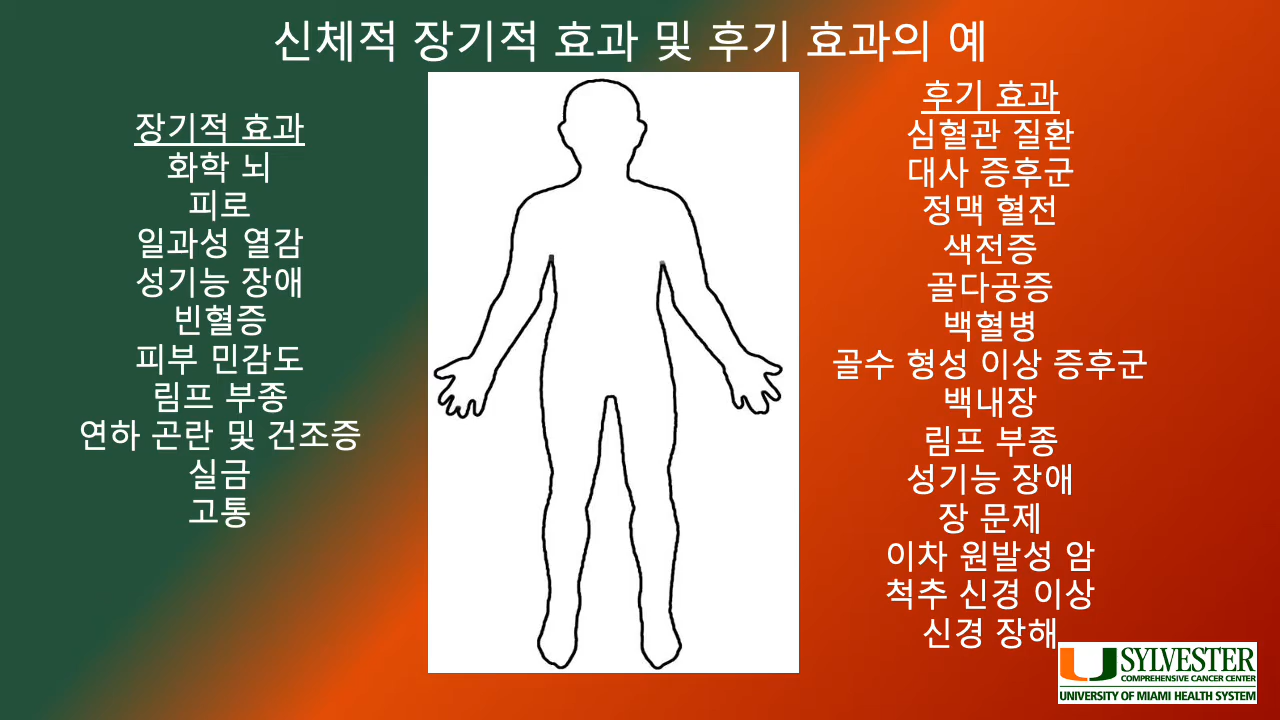 신체적 장기적 효과 및 후기 효과의 예
장기적 효과
화학 뇌
피로
일과성 열감
성기능 장애
빈혈증
피부 민감도
림프 부종
연하 곤란 및 건조증
실금
고통
후기 효과
심혈관 질환
대사 증후군
정맥 혈전
색전증
골다공증
백혈병
골수 형성 이상 증후군
백내장
림프 부종
성기능 장애
장 문제
이차 원발성 암
척추 신경 이상
신경 장해
SYLVESTER
COMPREHENSIVE CANCER CENTER
UNIVERSITY OF MIAMI HEALTH SYSTEM